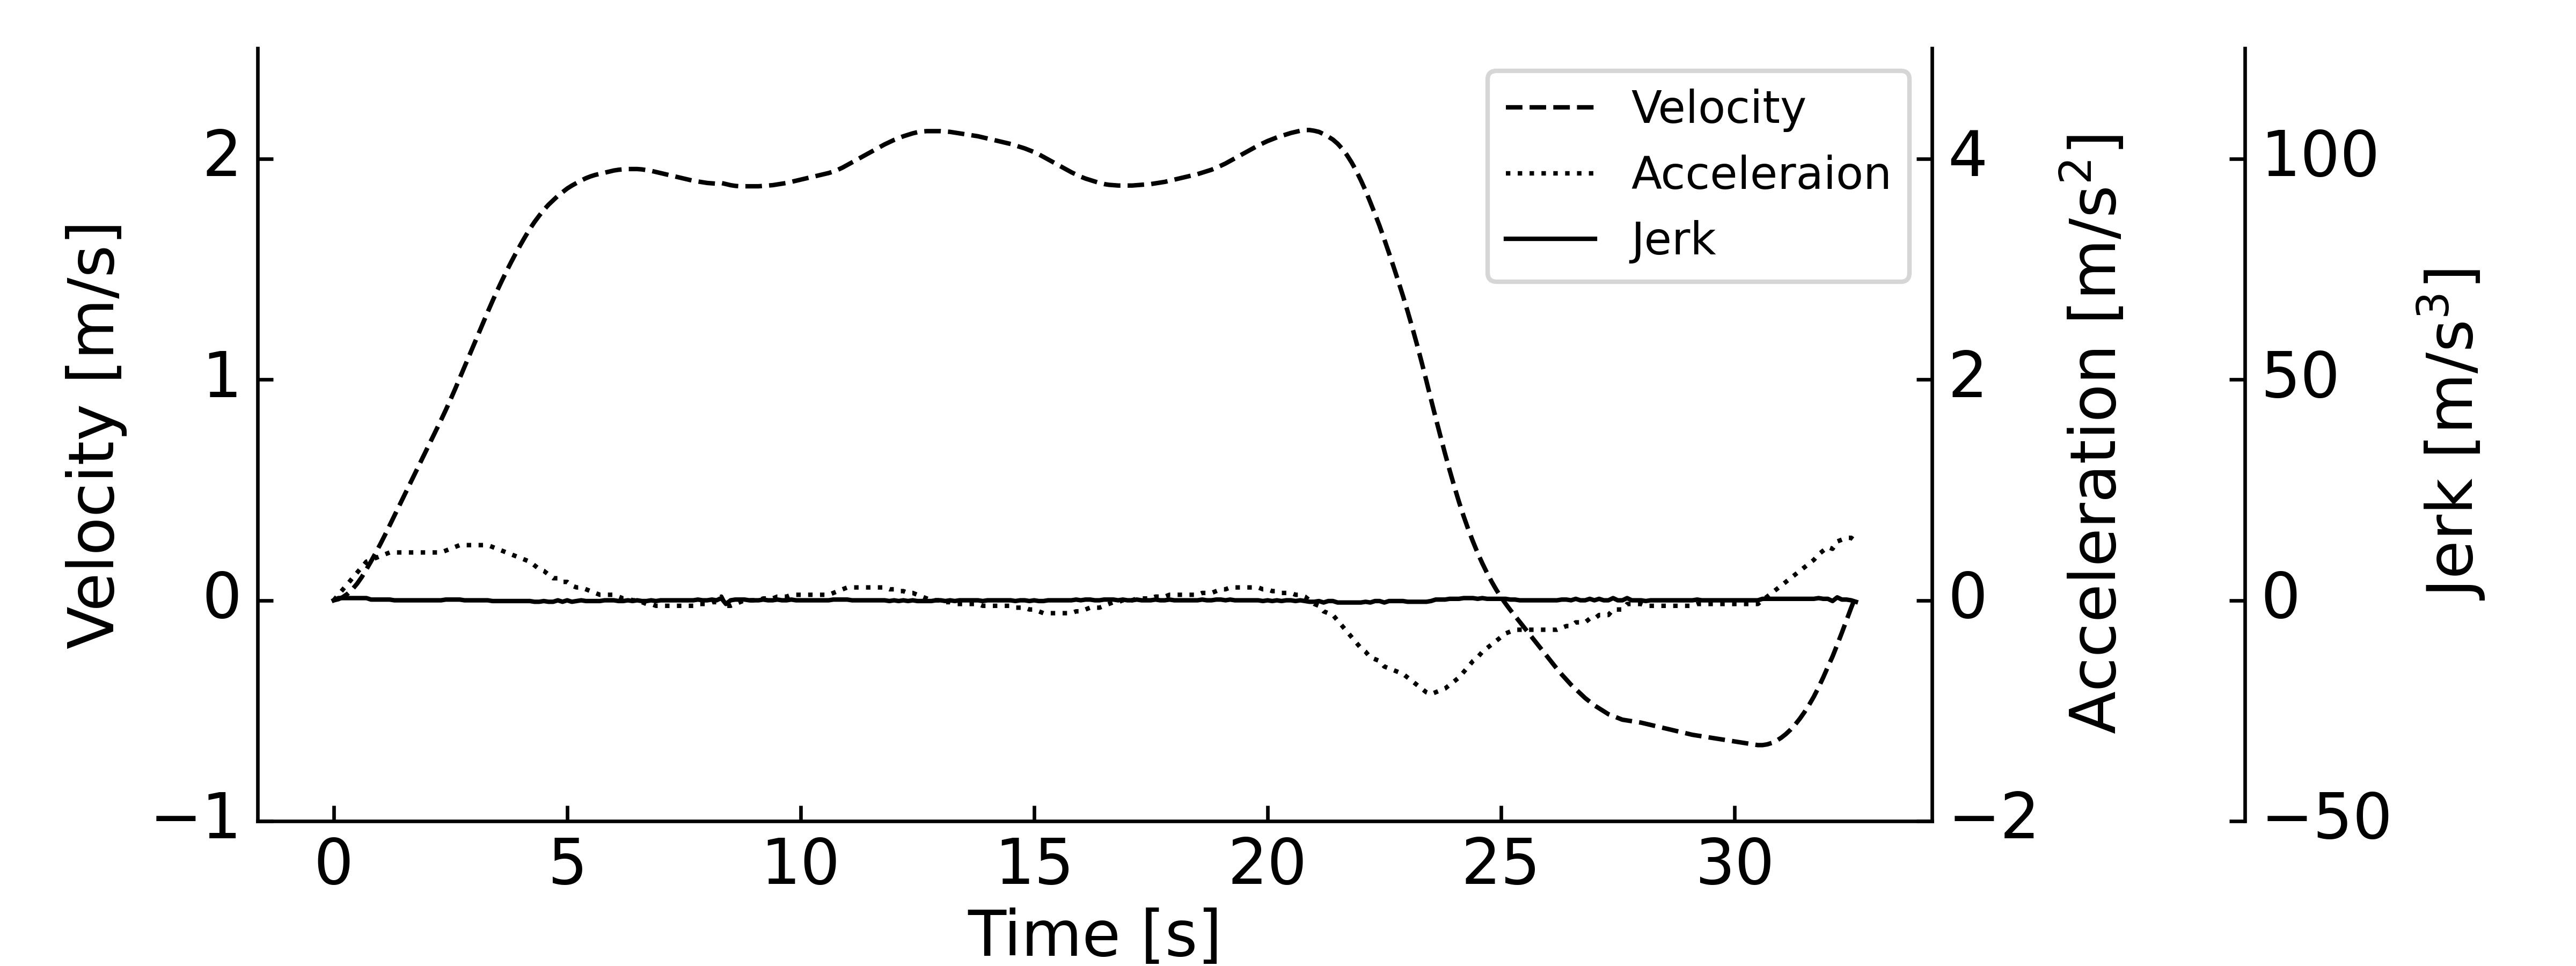 Velocity [m/s]
2
1
0
−1
0 5 10 15 20 25 30
Time [s]
Velocity
Acceleraion
Jerk
4
2
0
−2
Acceleration [m/s²]
100
50
0
−50
Jerk [m/s³]